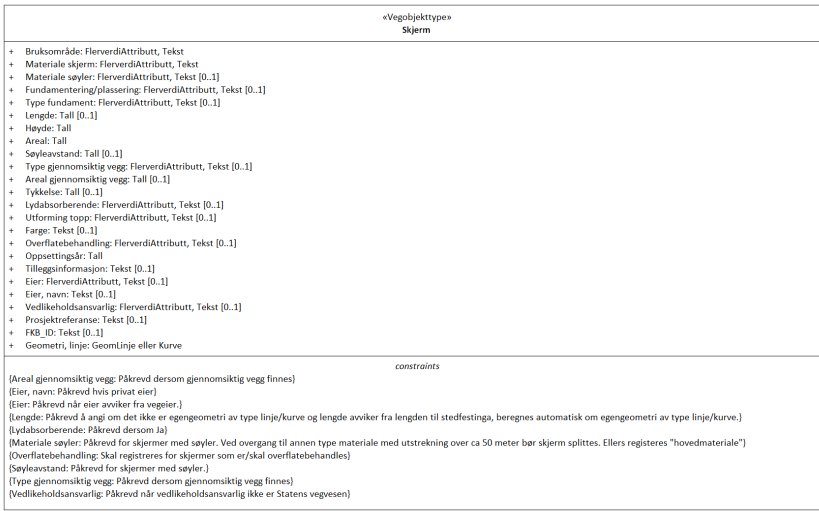 «Vegobjekttype»
Skjerm
+ Bruksområde: FlerverdiAttributt, Tekst
+ Materiale skjerm: FlerverdiAttributt, Tekst
+ Materiale søyler: FlerverdiAttributt, Tekst [0..1]
+ Fundamentering/plassering: FlerverdiAttributt, Tekst [0..1]
+ Type fundament: FlerverdiAttributt, Tekst [0..1]
+ Lengde: Tall [0..1]
+ Høyde: Tall
+ Areal: Tall
+ Søyleavstand: Tall [0..1]
+ Type gjennomsiktig vegg: FlerverdiAttributt, Tekst [0..1]
+ Areal gjennomsiktig vegg: Tall [0..1]
+ Tykkelse: Tall [0..1]
+ Lydabsorberende: FlerverdiAttributt, Tekst [0..1]
+ Utforming topp: FlerverdiAttributt, Tekst [0..1]
+ Farge: Tekst [0..1]
+ Overflatebehandling: FlerverdiAttributt, Tekst [0..1]
+ Oppsettingsår: Tall
+ Tilleggsinformasjon: Tekst [0..1]
+ Eier: FlerverdiAttributt, Tekst [0..1]
+ Eier, navn: Tekst [0..1]
+ Vedlikeholdsansvarlig: FlerverdiAttributt, Tekst [0..1]
+ Prosjektreferanse: Tekst [0..1]
+ FKB_ID: Tekst [0..1]
+ Geometri, linje: GeomLinje eller Kurve
constraints
{Areal gjennomsiktig vegg: Påkrevd dersom gjennomsiktig vegg finnes}
{Eier, navn: Påkrevd hvis privat eier}
{Eier: Påkrevd når eier avviker fra vegeier.}
{Lengde: Påkrevd å angi om det ikke er egengeometri av type linje/kurve og lengde avviker fra lengden til stedfestinga, beregnes automatisk om egengeometri av type linje/kurve.}
{Lydabsorberende: Påkrevd dersom Ja}
{Materiale søyler: Påkrevd for skjermer med søyler. Ved overgang til annen type materiale med utstrekning over ca 50 meter bør skjerm splittes. Ellers registeres "hovedmateriale"}
{Overflatebehandling: Skal registreres for skjermer som er/skal overflatebehandles}
{Søyleavstand: Påkrevd for skjermer med søyler.}
{Type gjennomsiktig vegg: Påkrevd dersom gjennomsiktig vegg finnes}
{Vedlikeholdsansvarlig: Påkrevd når vedlikeholdsansvarlig ikke er Statens vegvesen}